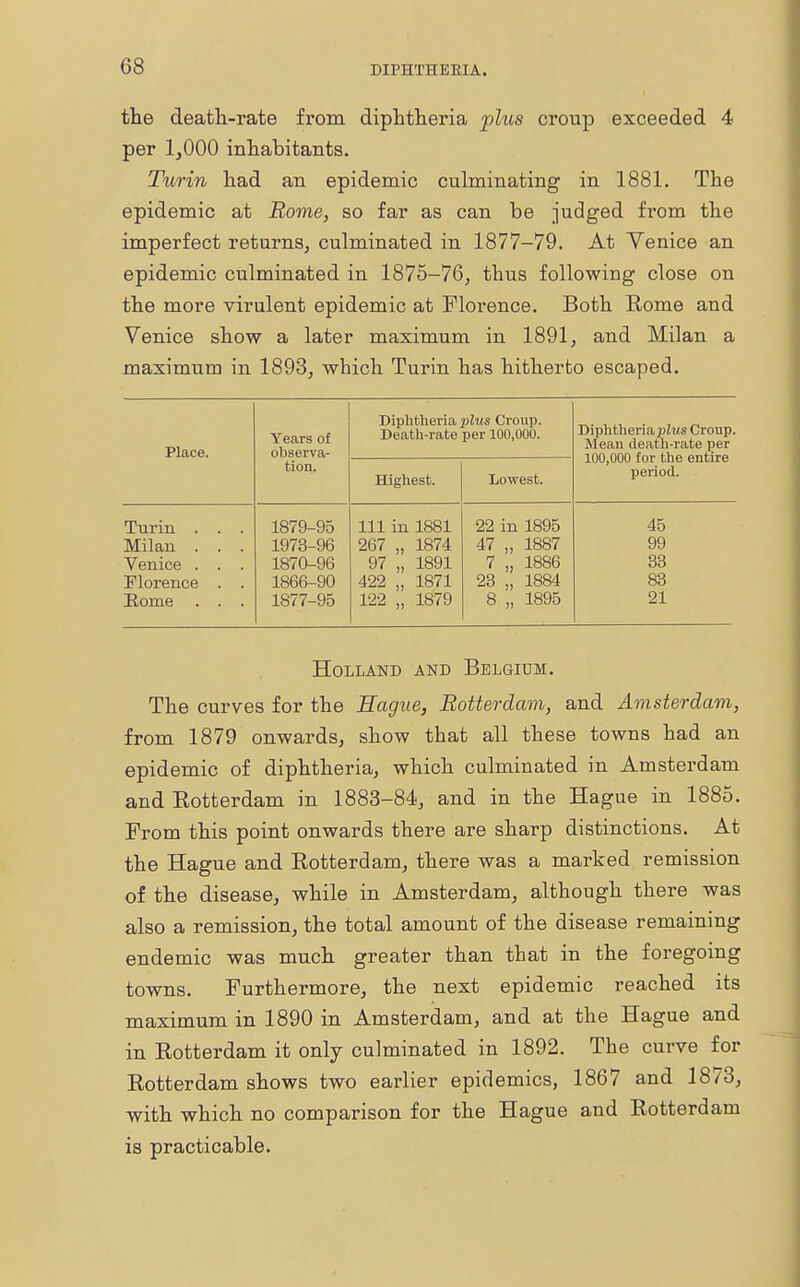 68 DIPHTHERIA.
the death-rate from diphtheria plus croup exceeded 4
per 1,000 inhabitants.
Turin had an epidemic culminating in 1881. The
epidemic at Rome, so far as can be judged from the
imperfect returns, culminated in 1877–79. At Venice an
epidemic culminated in 1875–76, thus following close on
the more virulent epidemic at Florence. Both Rome and
Venice show a later maximum in 1891, and Milan a
maximum in 1893, which Turin has hitherto escaped.
Place. Years of observa-tion. Diphtheria plus Croup. Death-rate per 100,000. Diphtheria plus Croup. Mean death-rate per 100,000 for the entire period.
Highest. Lowest.
Turin . . . 1879-95 111 in 1881 22 in 1895 45
Milan . . . 1973-96 267 „ 1874 47 „ 1887 99
Venice . . . 1870-96 97 „ 1891 7 „ 1886 33
Florence . . 1866-90 422 „ 1871 23 „ 1884 83
Rome . . . 1877-95 122 „ 1879 8 „ 1895 21
HOLLAND AND BELGIUM.
The curves for the Hague, Rotterdam, and Amsterdam,
from 1879 onwards, show that all these towns had an
epidemic of diphtheria, which culminated in Amsterdam
and Rotterdam in 1883–84, and in the Hague in 1885.
From this point onwards there are sharp distinctions. At
the Hague and Rotterdam, there was a marked remission
of the disease, while in Amsterdam, although there was
also a remission, the total amount of the disease remaining
endemic was much greater than that in the foregoing
towns. Furthermore, the next epidemic reached its
maximum in 1890 in Amsterdam, and at the Hague and
in Rotterdam it only culminated in 1892. The curve for
Rotterdam shows two earlier epidemics, 1867 and 1873,
with which no comparison for the Hague and Rotterdam
is practicable.